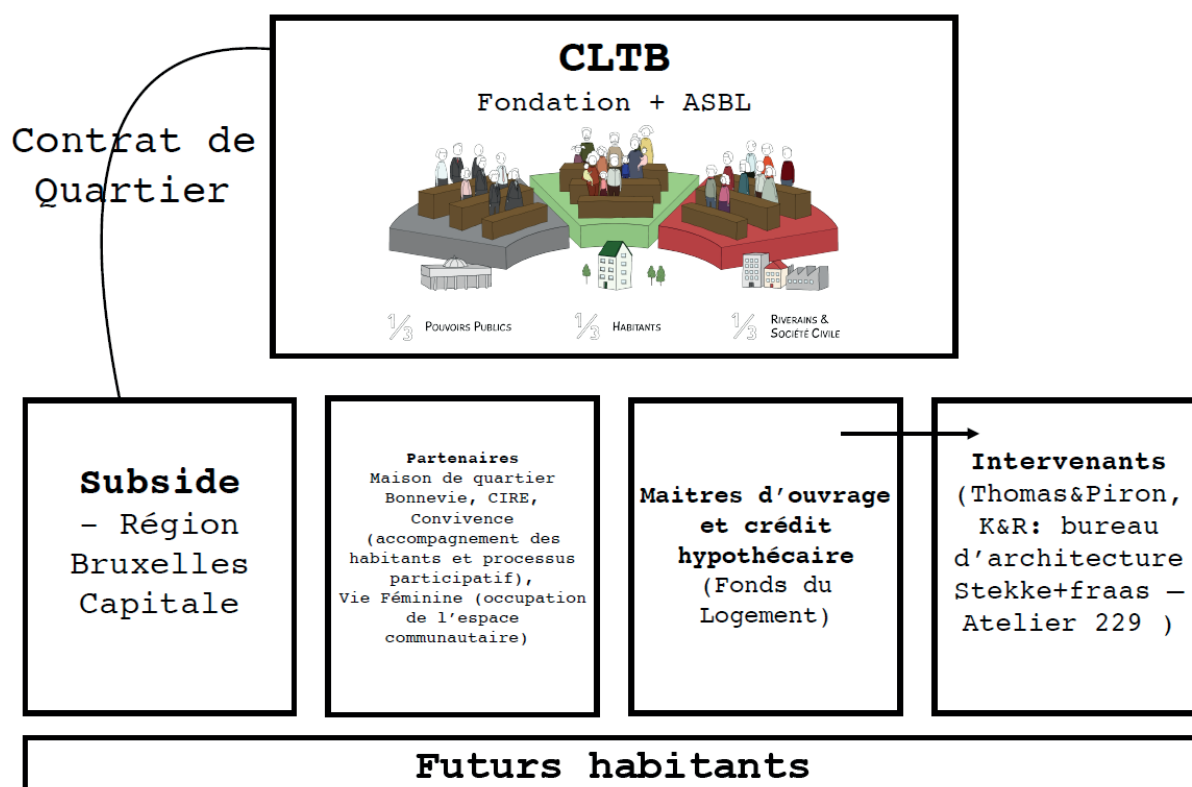 CLTB
Fondation + ASBL
Contrat de
Quartier
1/3 POUVOIRS PUBLICS
1/3 HABITANTS
1/3 RIVERAINS &
SOCIÉTÉ CIVILE
Subside
– Région
Bruxelles
Capitale
Partenaires
Maison de quartier
Bonnevie, CIRE,
Convivence
(accompagnement des
habitants et processus
participatif),
Vie Féminine (occupation
de l'espace
communautaire)
Maitres d'ouvrage
et crédit
hypothécaire
(Fonds du
Logement)
Intervenants
(Thomas&Piron,
K&R: bureau
d'architecture
Stekke+fraas –
Atelier 229 )
Futurs habitants